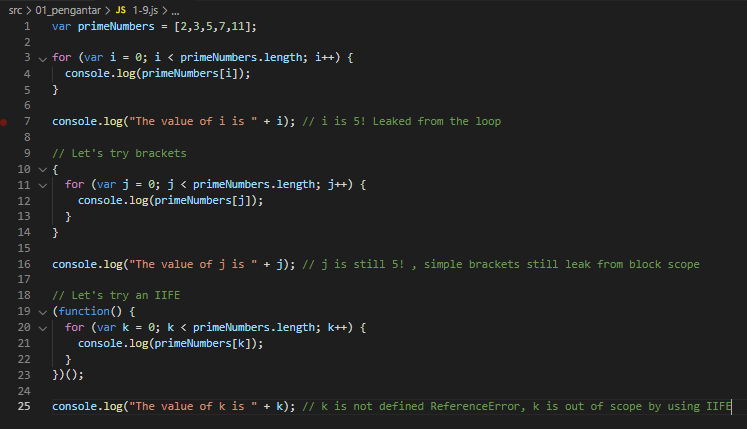 src > 01_pengantar > JS 1-9.js > ...
1 var primeNumbers = [2,3,5,7,11];
2
3 for (var i = 0; i < primeNumbers.length; i++) {
4   console.log(primeNumbers[i]);
5 }
6
7 console.log("The value of i is " + i); // i is 5! Leaked from the loop
8
9 // Let's try brackets
10 {
11   for (var j = 0; j < primeNumbers.length; j++) {
12     console.log(primeNumbers[j]);
13   }
14 }
15
16 console.log("The value of j is " + j); // j is still 5! , simple brackets still leak from block scope
17
18 // Let's try an IIFE
19 (function() {
20   for (var k = 0; k < primeNumbers.length; k++) {
21     console.log(primeNumbers[k]);
22   }
23 })();
24
25 console.log("The value of k is " + k); // k is not defined ReferenceError, k is out of scope by using IIFE